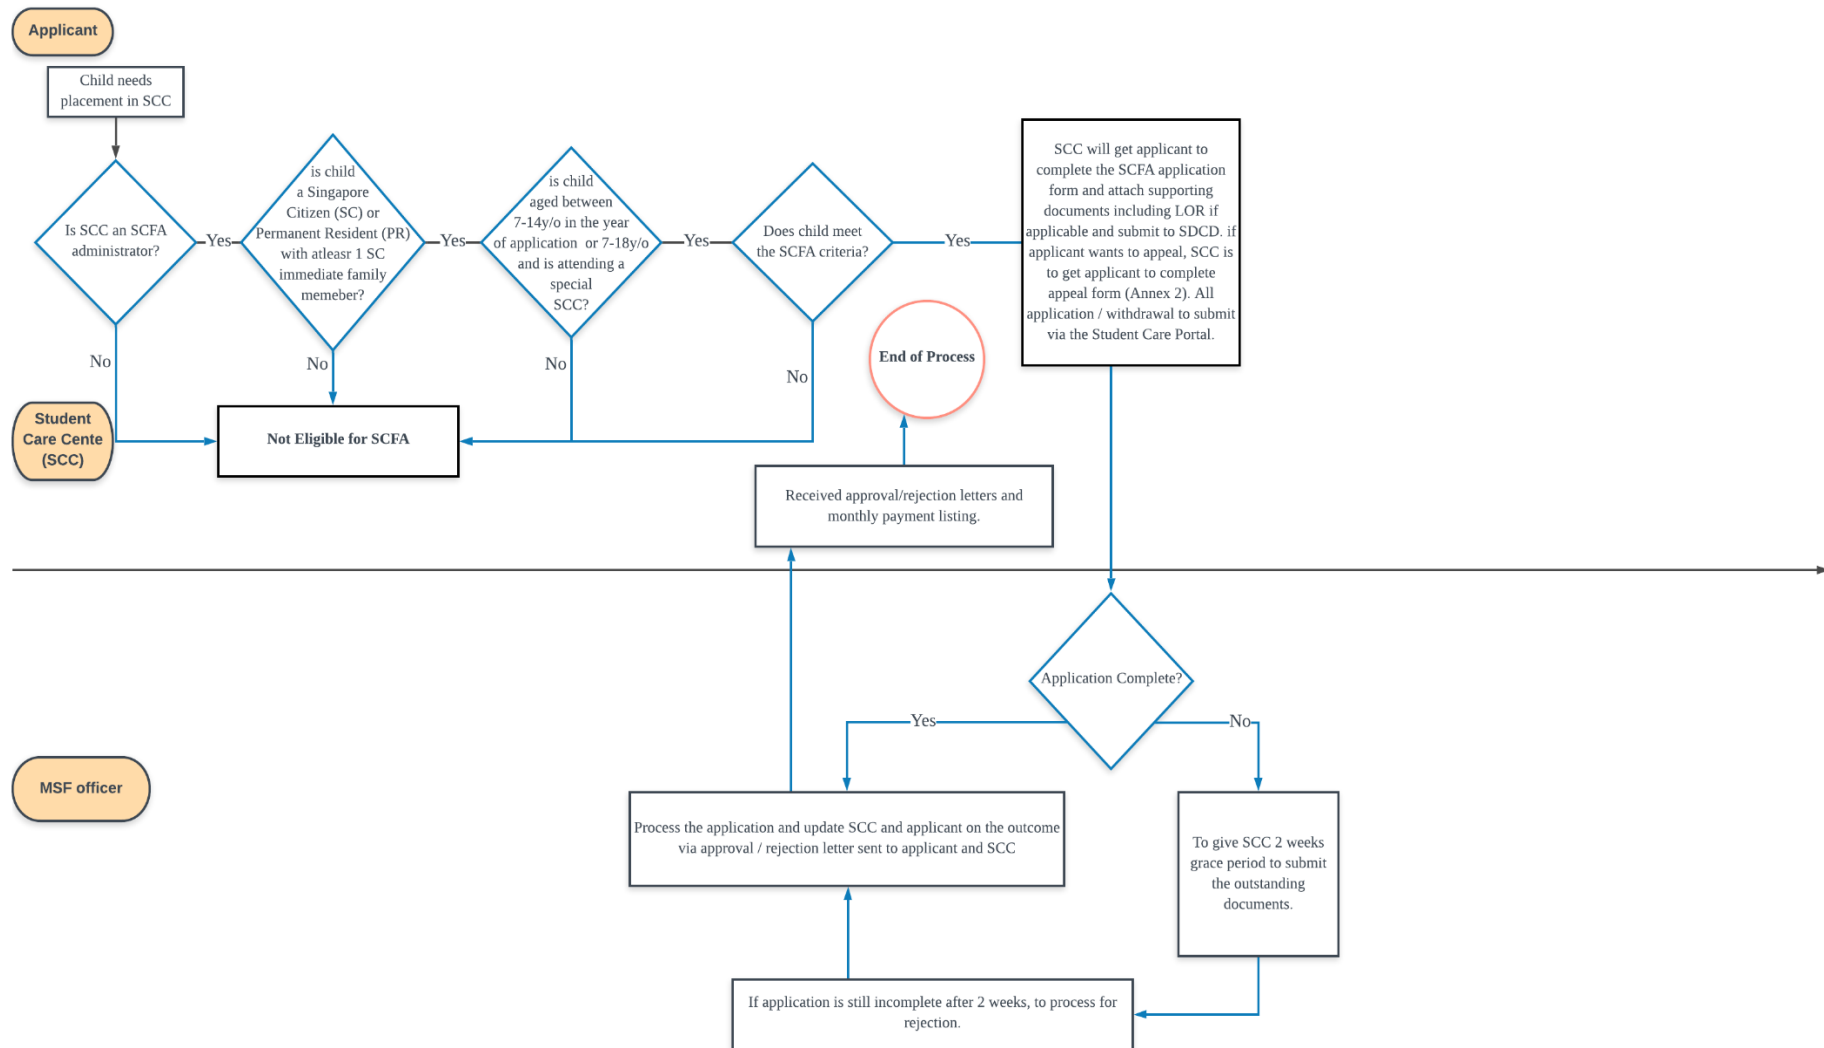 Applicant
Child needs
placement in SCC
Is SCC an SCFA
administrator?
Yes
No
is child
a Singapore
Citizen (SC) or
Permanent Resident (PR)
with atleasr 1 SC
immediate family
memeber?
Yes
No
is child
aged between
7-14y/o in the year
of application or 7-18y/o
and is attending a
special
SCC?
Yes
No
Does child meet
the SCFA criteria?
Yes
No
SCC will get applicant to
complete the SCFA application
form and attach supporting
documents including LOR if
applicable and submit to SDCD. if
applicant wants to appeal, SCC is
to get applicant to complete
appeal form (Annex 2). All
application / withdrawal to submit
via the Student Care Portal.
End of Process
Student
Care Cente
(SCC)
Not Eligible for SCFA
Received approval/rejection letters and
monthly payment listing.
Application Complete?
Yes
No
MSF officer
Process the application and update SCC and applicant on the outcome
via approval / rejection letter sent to applicant and SCC
To give SCC 2 weeks
grace period to submit
the outstanding
documents.
If application is still incomplete after 2 weeks, to process for
rejection.